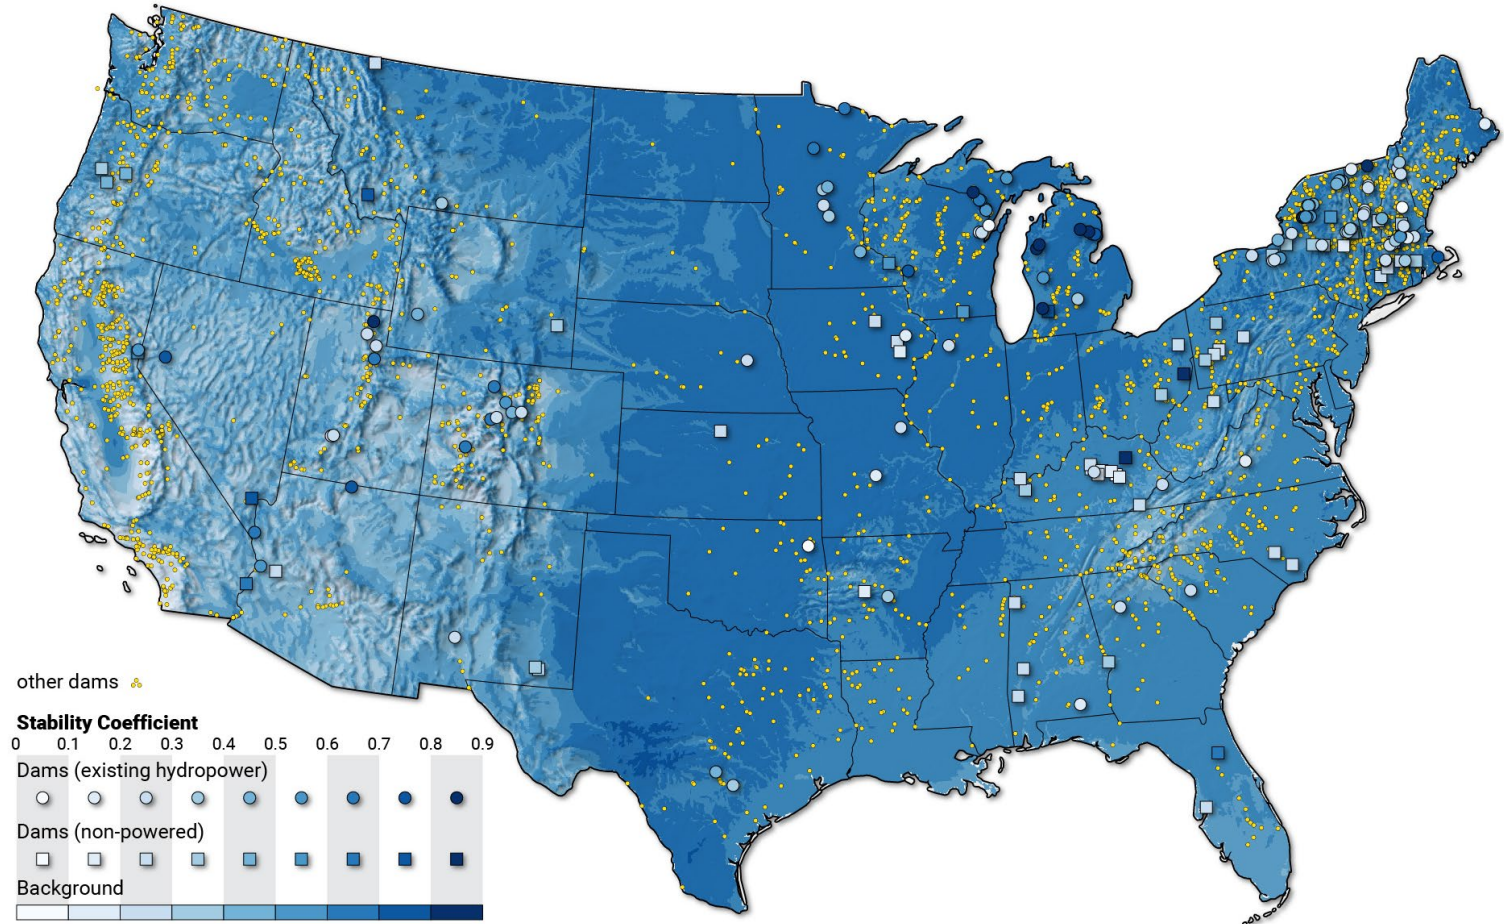 other dams
Stability Coefficient
0 0.1 0.2 0.3 0.4 0.5 0.6 0.7 0.8 0.9
Dams (existing hydropower)
Dams (non-powered)
Background